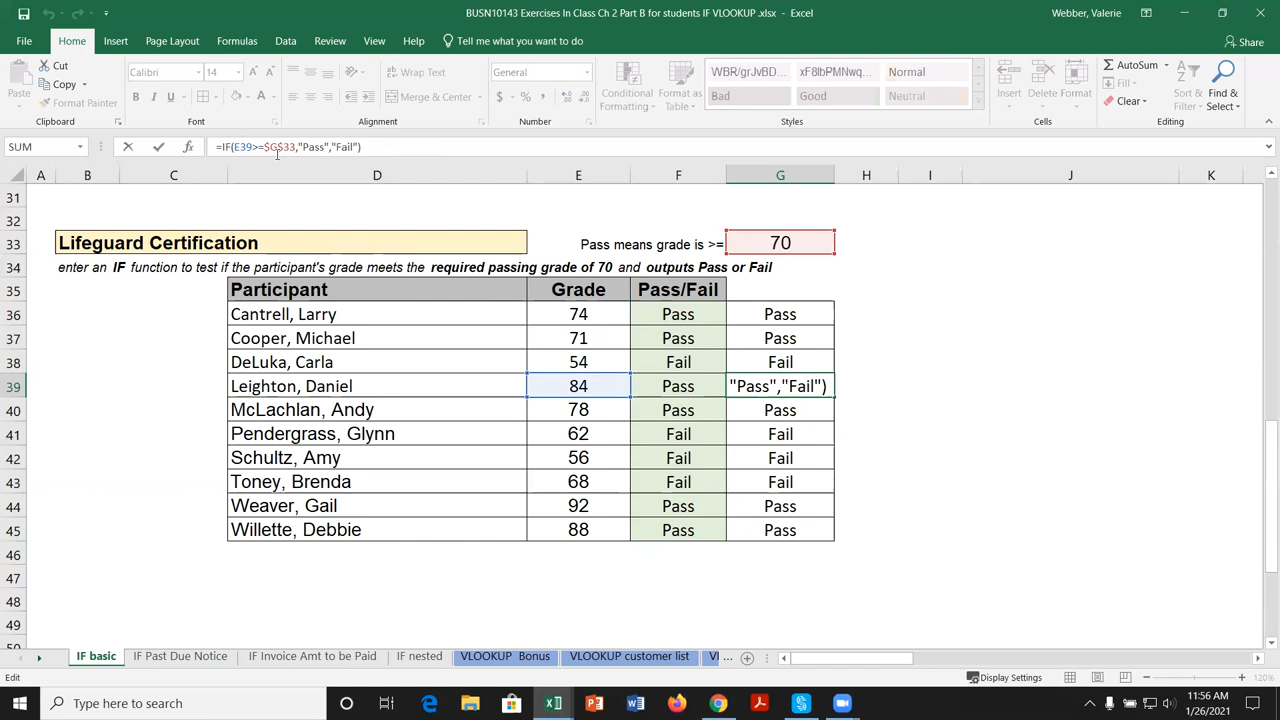 BUSN10143 Exercises In Class Ch 2 Part B for students IF VLOOKUP .xlsx - Excel
Webber, Valerie
File Home Insert Page Layout Formulas Data Review View Help Tell me what you want to do Share
Cut
Copy
Format Painter
Paste
Clipboard
Calibri 14
B I U
Font
Wrap Text
Merge & Center
Alignment
General
$ % ,
Number
Conditional Formatting
Format as Table
WBR/grJvBD... xF8lbPMNwq... Normal
Bad Good Neutral
Styles
Insert Delete Format
Cells
AutoSum
Fill
Clear
Sort & Filter
Find & Select
Editing
SUM =IF(E39>=$G$33,"Pass","Fail")
A B C D E F G H I J K
31
32
33 Lifeguard Certification Pass means grade is >= 70
34 enter an IF function to test if the participant's grade meets the required passing grade of 70 and outputs Pass or Fail
35 Participant Grade Pass/Fail
36 Cantrell, Larry 74 Pass Pass
37 Cooper, Michael 71 Pass Pass
38 DeLuka, Carla 54 Fail Fail
39 Leighton, Daniel 84 Pass "Pass","Fail")
40 McLachlan, Andy 78 Pass Pass
41 Pendergrass, Glynn 62 Fail Fail
42 Schultz, Amy 56 Fail Fail
43 Toney, Brenda 68 Fail Fail
44 Weaver, Gail 92 Pass Pass
45 Willette, Debbie 88 Pass Pass
46
47
48
49
IF basic IF Past Due Notice IF Invoice Amt to be Paid IF nested VLOOKUP Bonus VLOOKUP customer list VI ...
Edit Display Settings 120%
Type here to search
11:56 AM
1/26/2021